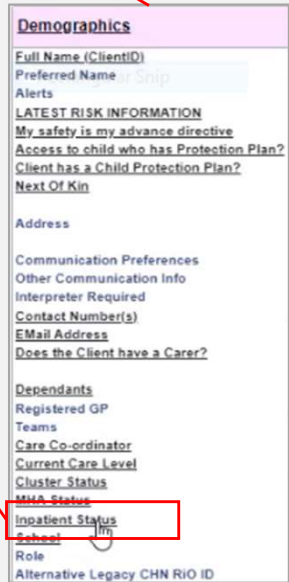 Demographics
Full Name (ClientID)
Preferred Name
Alerts
LATEST RISK INFORMATION
My safety is my advance directive
Access to child who has Protection Plan?
Client has a Child Protection Plan?
Next Of Kin
Address
Communication Preferences
Other Communication Info
Interpreter Required
Contact Number(s)
EMail Address
Does the Client have a Carer?
Dependants
Registered GP
Teams
Care Co-ordinator
Current Care Level
Cluster Status
MHA Status
Inpatient Status
School
Role
Alternative Legacy CHN RiO ID